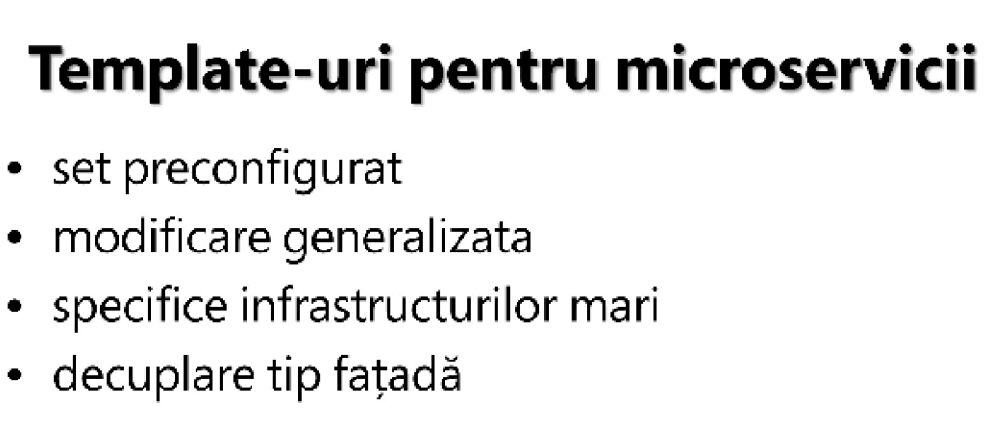 Template-uri pentru microservicii
• set preconfigurat
• modificare generalizata
• specifice infrastructurilor mari
• decuplare tip fațadă